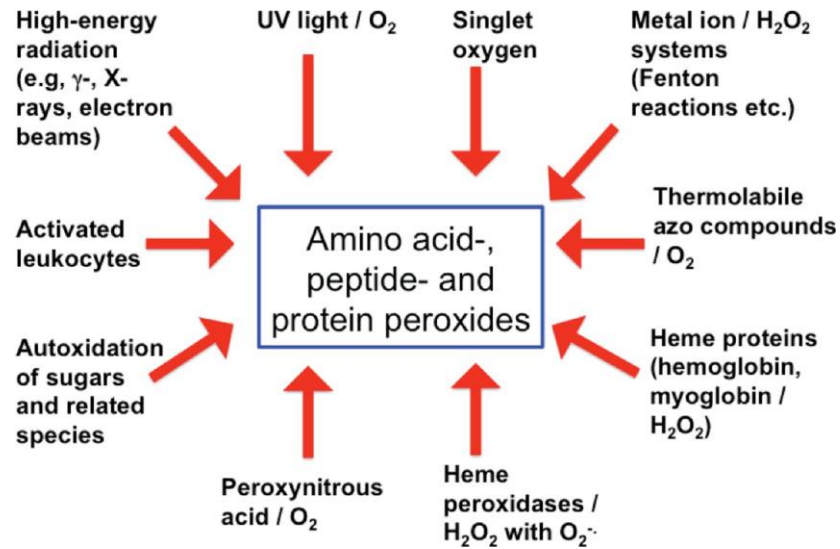 High-energy
radiation
(e.g, γ-, X-
rays, electron
beams)
UV light / O₂
Singlet
oxygen
Metal ion / H₂O₂
systems
(Fenton
reactions etc.)
Activated
leukocytes
Amino acid-,
peptide- and
protein peroxides
Thermolabile
azo compounds
/ O₂
Autoxidation
of sugars
and related
species
Heme proteins
(hemoglobin,
myoglobin /
H₂O₂)
Peroxynitrous
acid / O₂
Heme
peroxidases /
H₂O₂ with O₂⁻·